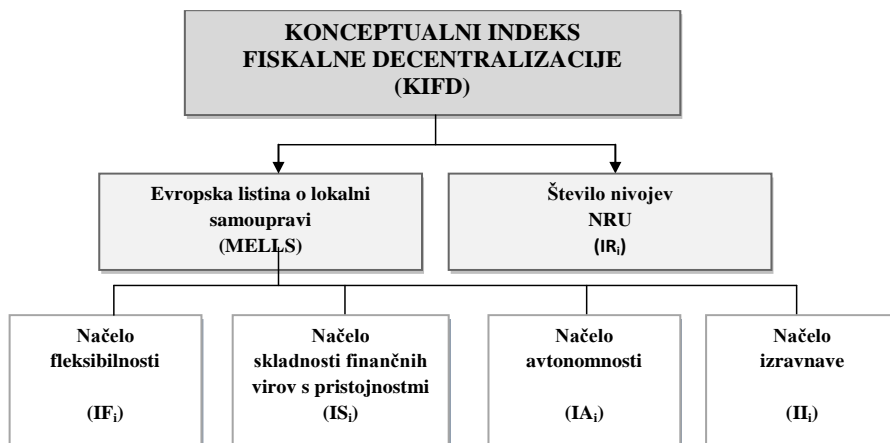 KONCEPTUALNI INDEKS
FISKALNE DECENTRALIZACIJE
(KIFD)
Evropska listina o lokalni
samoupravi
(MELLS)
Število nivojev
NRU
(IRi)
Načelo
fleksibilnosti
(IFi)
Načelo
skladnosti finančnih
virov s pristojnostmi
(ISi)
Načelo
avtonomnosti
(IAi)
Načelo
izravnave
(IIi)